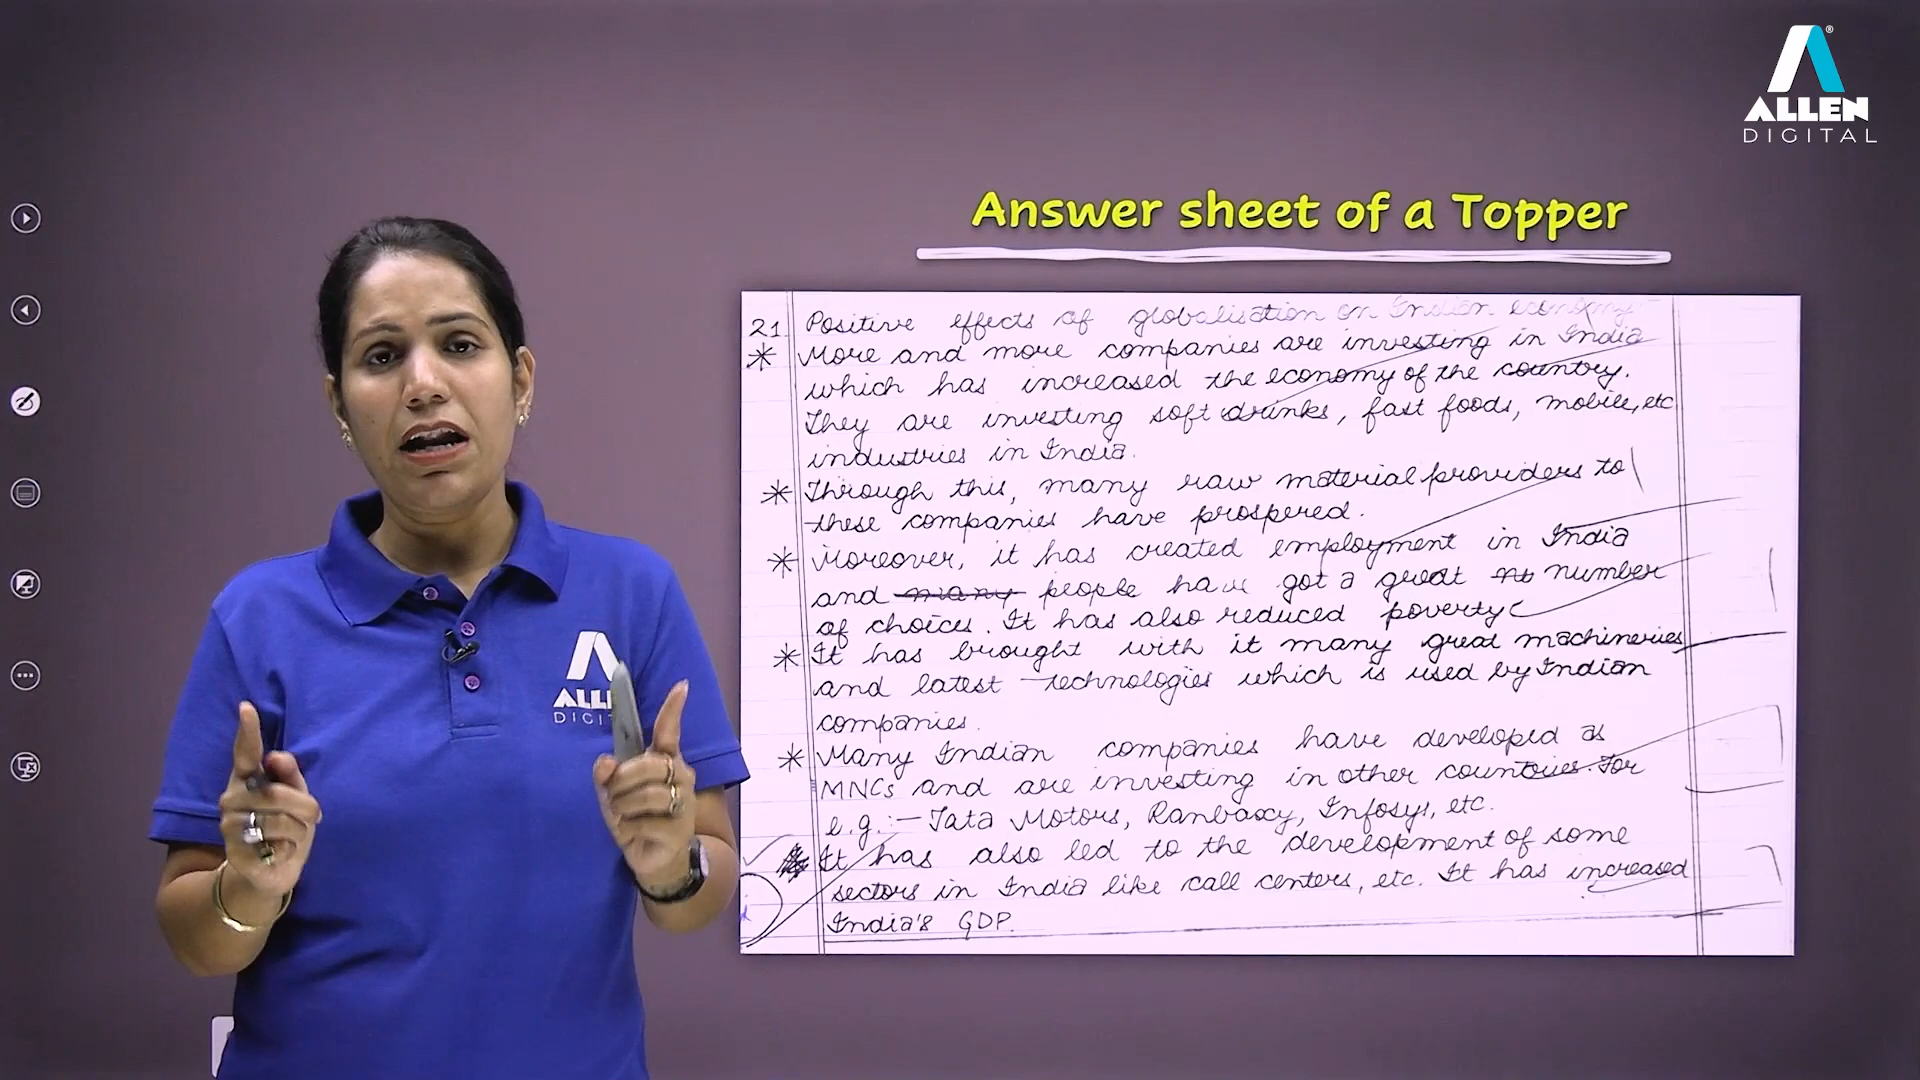 ALLEN
DIGITAL
Answer sheet of a Topper
21. Positive effects of globalisation on Indian economy:-
* More and more companies are investing in India
which has increased the economy of the country.
They are investing soft drinks, fast foods, mobile, etc
industries in India.
* Through this, many raw material providers to
these companies have prospered.
* Moreover, it has created employment in India
and many people have got a great no number
of choices. It has also reduced poverty
* It has brought with it many great machineries
and latest technologies which is used by Indian
companies.
* Many Indian companies have developed as
MNCs and are investing in other countries. For
e.g.:- Tata Motors, Ranbaxy, Infosys, etc.
It has also led to the development of some
sectors in India like call centers, etc. It has increased
India's GDP.
ALLEN
DIGIT